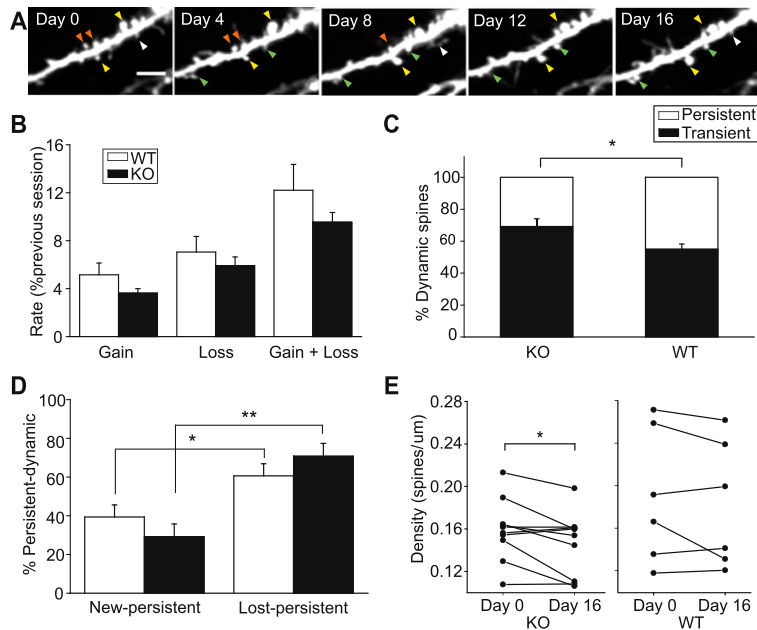 A
Day 0
Day 4
Day 8
Day 12
Day 16
B
16
12
8
4
0
Rate (%previous session)
WT
KO
Gain
Loss
Gain + Loss
C
Persistent
Transient
*
100
80
60
40
20
0
% Dynamic spines
KO
WT
D
100
80
60
40
20
0
% Persistent-dynamic
*
**
New-persistent
Lost-persistent
E
0.28
0.24
0.20
0.16
0.12
Density (spines/um)
*
Day 0
Day 16
Day 0
Day 16
KO
WT